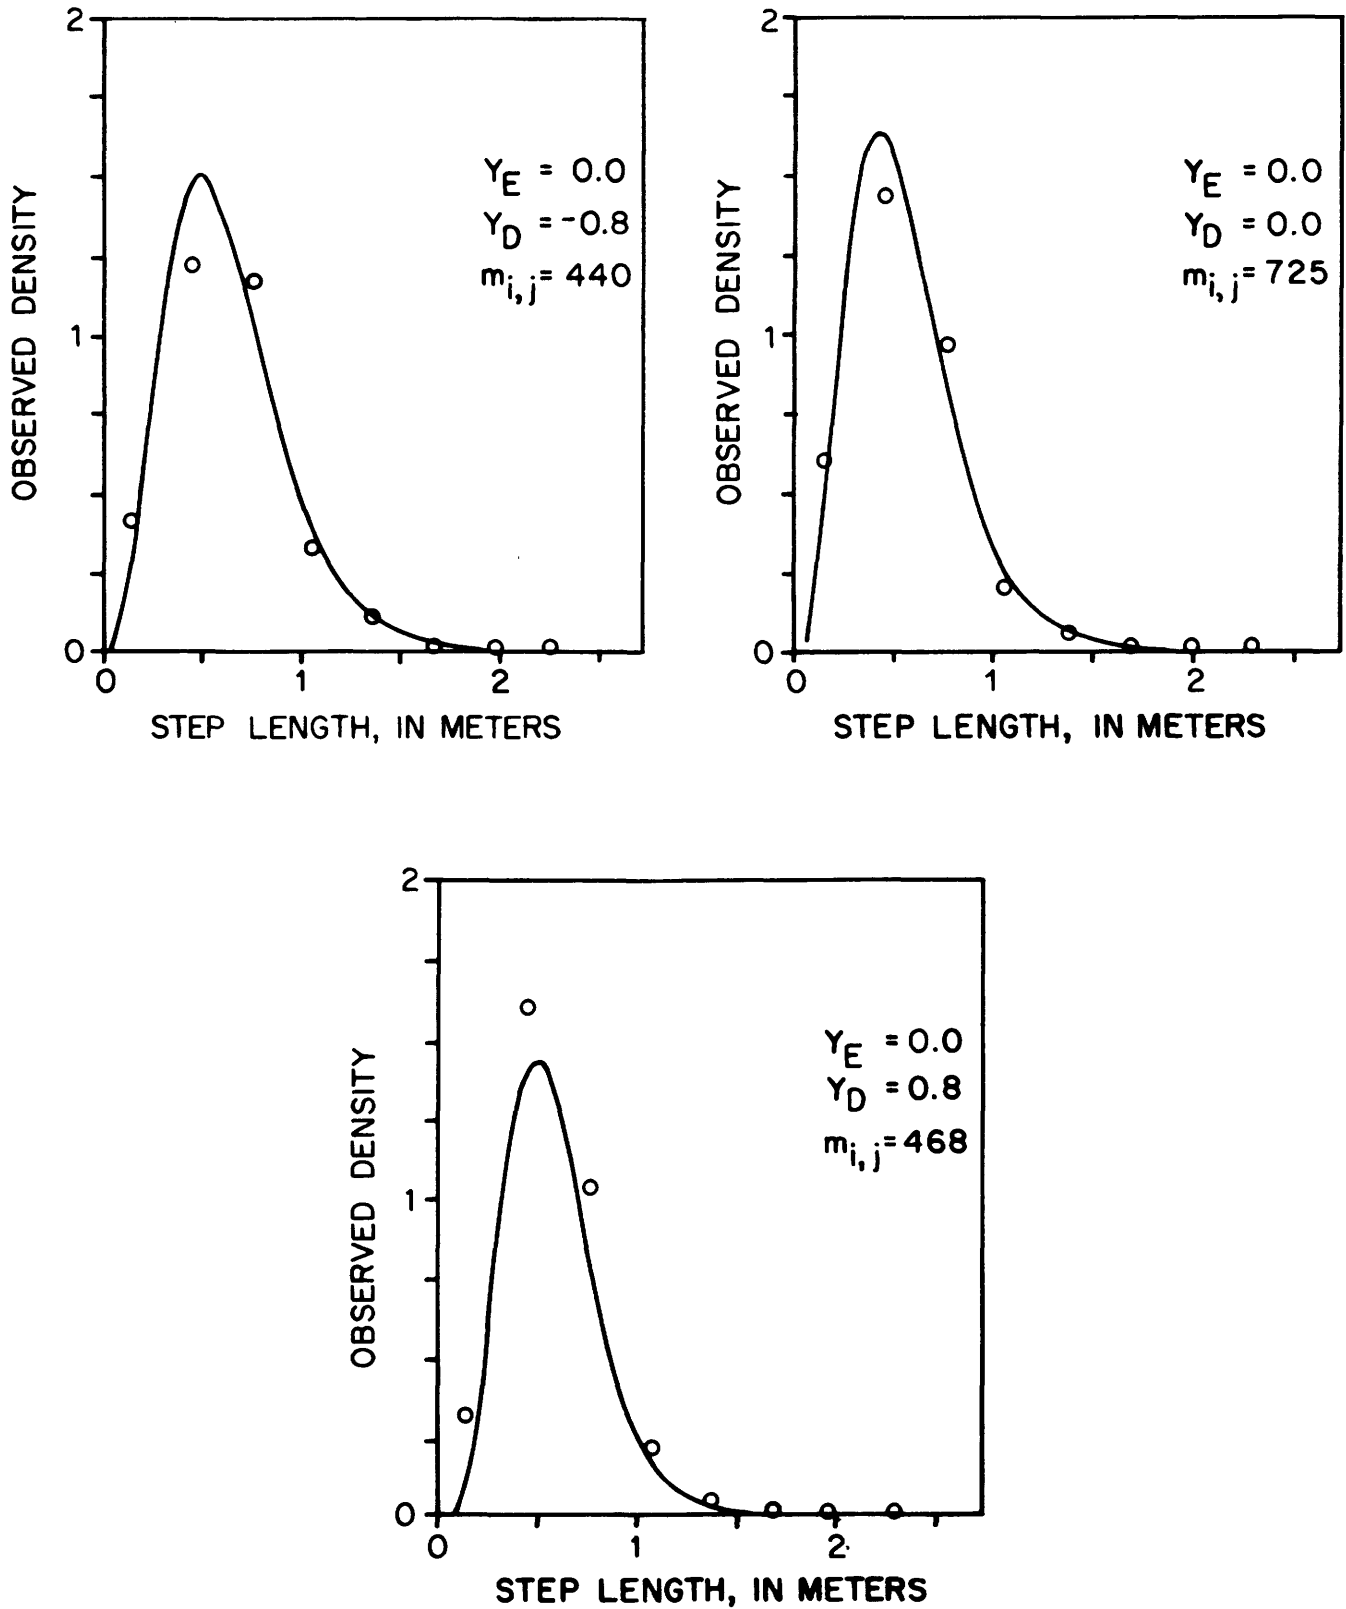 2
1
0
0
1
2
OBSERVED DENSITY
STEP LENGTH, IN METERS
Y_E = 0.0
Y_D = -0.8
m_i,j = 440
2
1
0
0
1
2
OBSERVED DENSITY
STEP LENGTH, IN METERS
Y_E = 0.0
Y_D = 0.0
m_i,j = 725
2
1
0
0
1
2
OBSERVED DENSITY
STEP LENGTH, IN METERS
Y_E = 0.0
Y_D = 0.8
m_i,j = 468